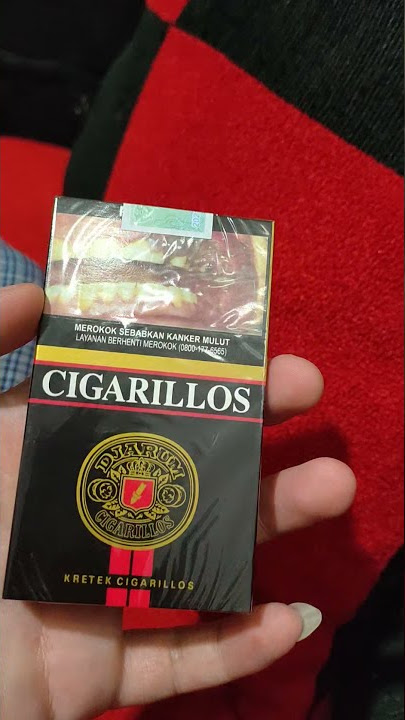 MEROKOK SEBABKAN KANKER MULUT
LAYANAN BERHENTI MEROKOK (0800-177-6565)
CIGARILLOS
DJARUM
CIGARILLOS
KRETEK CIGARILLOS